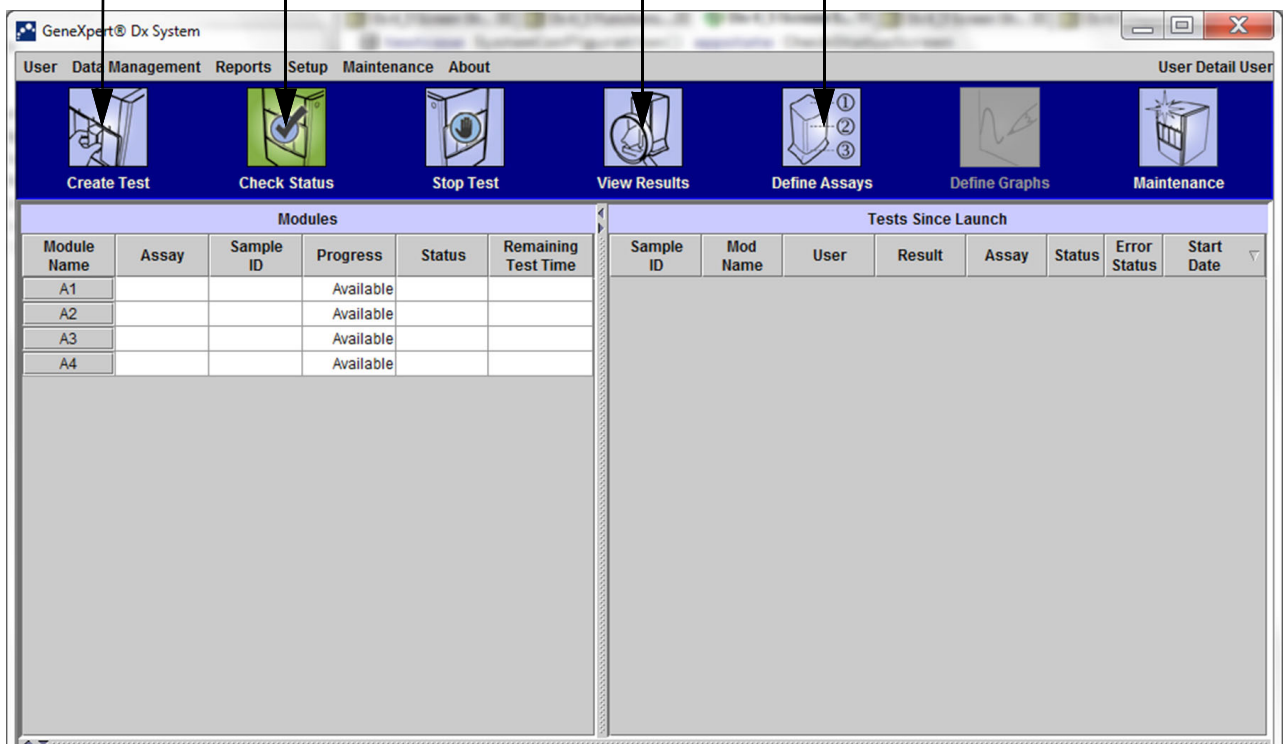 GeneXpert® Dx System
User Data Management Reports Setup Maintenance About User Detail User
① 
② 
③
Create Test Check Status Stop Test View Results Define Assays Define Graphs Maintenance
Modules Tests Since Launch
Module Name Assay Sample ID Progress Status Remaining Test Time Sample ID Mod Name User Result Assay Status Error Status Start Date
A1 Available
A2 Available
A3 Available
A4 Available